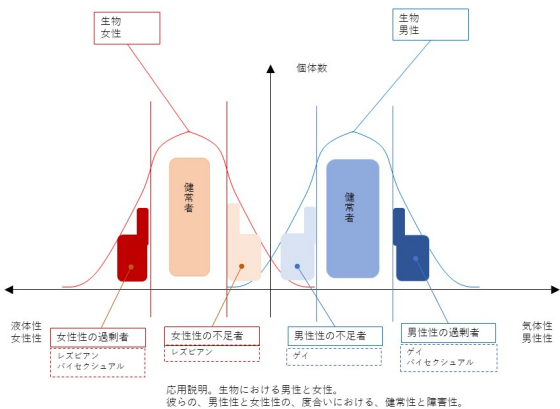 生物
女性
生物
男性
個体数
健常者
健常者
液体性
女性性
気体性
男性性
女性性の過剰者
レズビアン
バイセクシュアル
女性性の不足者
レズビアン
男性性の不足者
ゲイ
男性性の過剰者
ゲイ
バイセクシュアル
応用説明。生物における男性と女性。
彼らの、男性性と女性性の、度合いにおける、健常性と障害性。